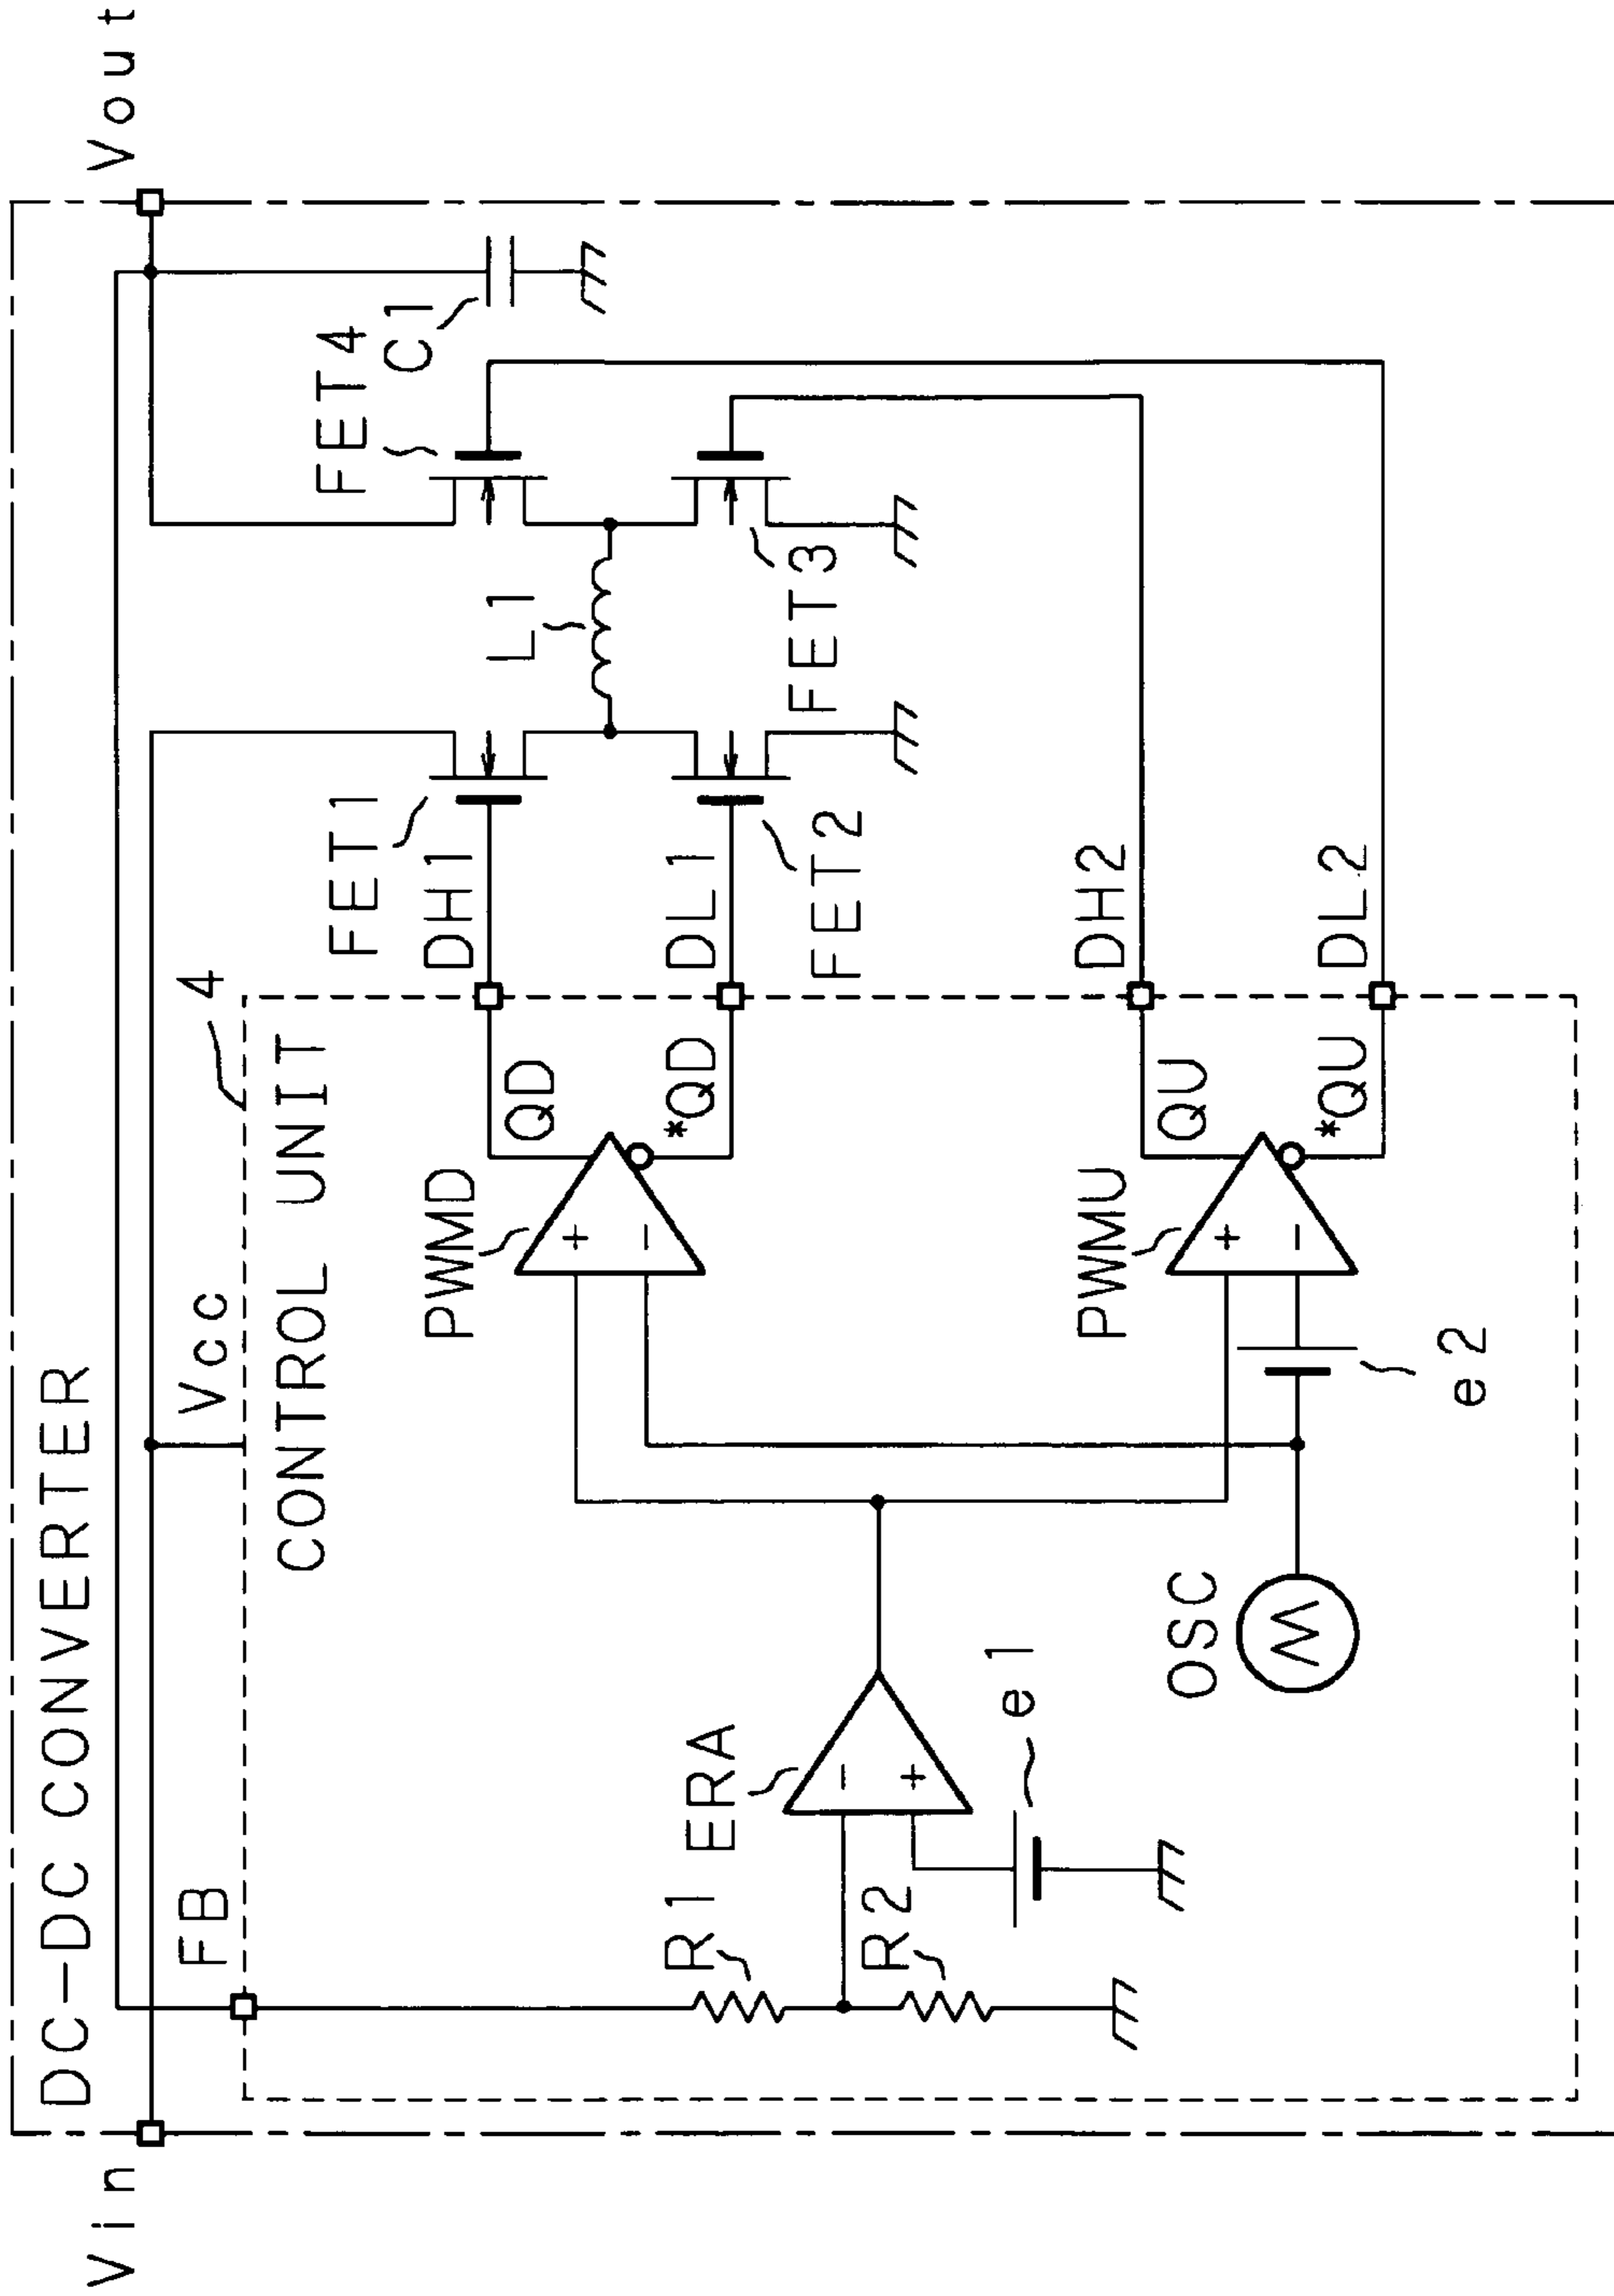 DC-DC CONVERTER
Vin
Vout
FB
Vcc
4
CONTROL UNIT
FET1
FET4
C1
DH1
L1
PWMD
QD
R1
ERA
*QD
DL1
FET2
FET3
R2
e1
PWMU
QU
DH2
OSC
*QU
DL2
e2
+
-
+
-
-
+